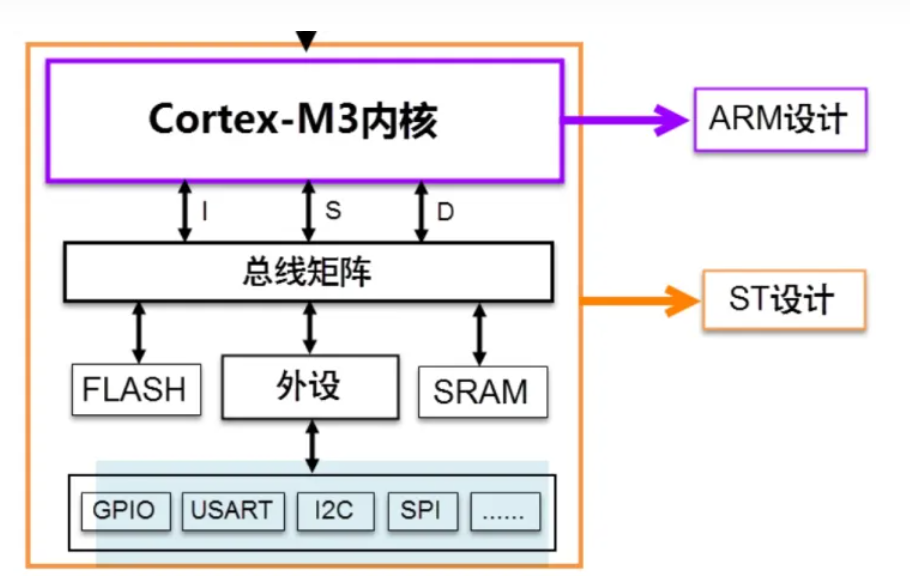 Cortex-M3内核
ARM设计
I
S
D
总线矩阵
ST设计
FLASH
外设
SRAM
GPIO
USART
I2C
SPI
......